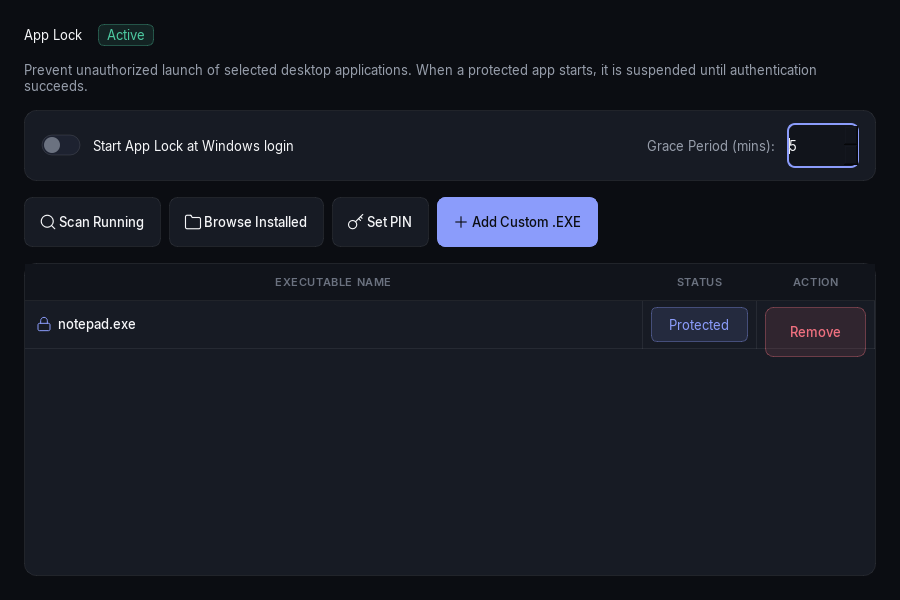 App Lock
Active
Prevent unauthorized launch of selected desktop applications. When a protected app starts, it is suspended until authentication
succeeds.
Start App Lock at Windows login
Grace Period (mins):
5
Scan Running
Browse Installed
Set PIN
Add Custom .EXE
EXECUTABLE NAME
STATUS
ACTION
notepad.exe
Protected
Remove